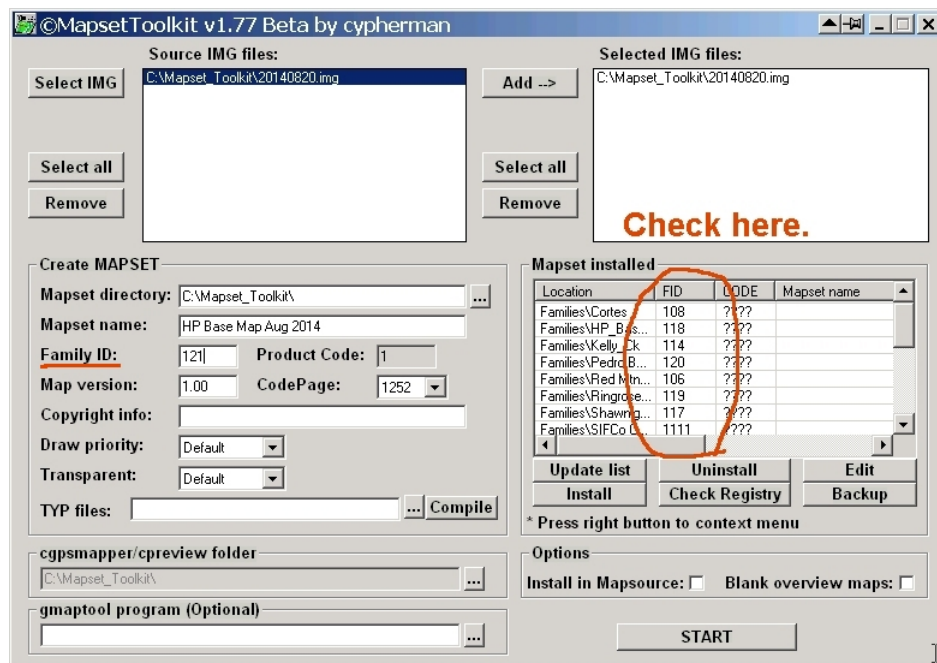 ©MapsetToolkit v1.77 Beta by cypherman
Source IMG files:
Selected IMG files:
Select IMG
C:\Mapset_Toolkit\20140820.img
Add -->
C:\Mapset_Toolkit\20140820.img
Select all
Remove
Select all
Remove
Check here.
Create MAPSET
Mapset directory: C:\Mapset_Toolkit\ ...
Mapset name: HP Base Map Aug 2014
Family ID: 121 Product Code: 1
Map version: 1.00 CodePage: 1252
Copyright info:
Draw priority: Default
Transparent: Default
TYP files: ... Compile
Mapset installed
Location FID CODE Mapset name
Families\Cortes 108 ????
Families\HP_Bas... 118 ????
Families\Kelly_Ck 114 ????
Families\Pedro B... 120 ????
Families\Red Mtn... 106 ????
Families\Ringrose... 119 ????
Families\Shawnig... 117 ????
Families\SIFCo 1111 ????
Update list Uninstall Edit
Install Check Registry Backup
* Press right button to context menu
cgpsmapper/cpreview folder
C:\Mapset_Toolkit\ ...
gmaptool program (Optional)
...
Options
Install in Mapsource: Blank overview maps:
START